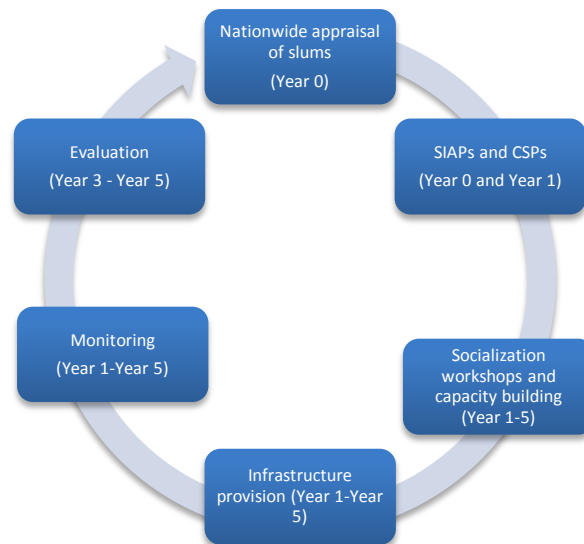 Nationwide appraisal
of slums
(Year 0)
SIAPs and CSPs
(Year 0 and Year 1)
Socialization
workshops and
capacity building
(Year 1-5)
Infrastructure
provision (Year 1-Year
5)
Monitoring
(Year 1-Year 5)
Evaluation
(Year 3 - Year 5)